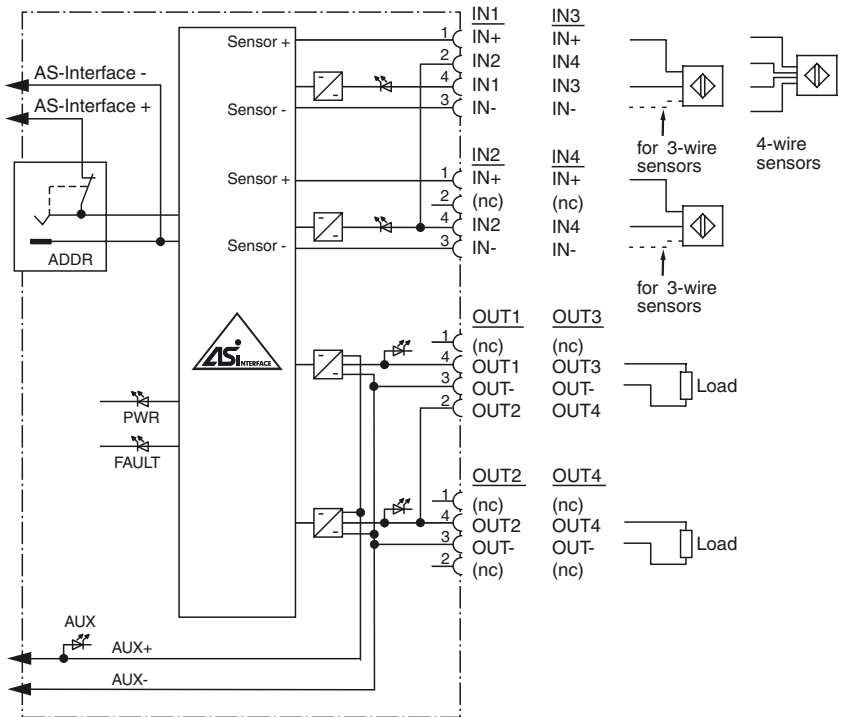 IN1 IN3
Sensor + 1 IN+ IN+
2 IN2 IN4
AS-Interface - 4 IN1 IN3
AS-Interface + Sensor - 3 IN- IN-
for 3-wire
sensors
4-wire
sensors
IN2 IN4
Sensor + 1 IN+ IN+
2 (nc) (nc)
4 IN2 IN4
ADDR Sensor - 3 IN- IN-
for 3-wire
sensors
OUT1 OUT3
1 (nc) (nc)
ASi INTERFACE 4 OUT1 OUT3
3 OUT- OUT- Load
PWR 2 OUT2 OUT4
FAULT
OUT2 OUT4
1 (nc) (nc)
4 OUT2 OUT4
3 OUT- OUT- Load
2 (nc) (nc)
AUX
AUX+
AUX-